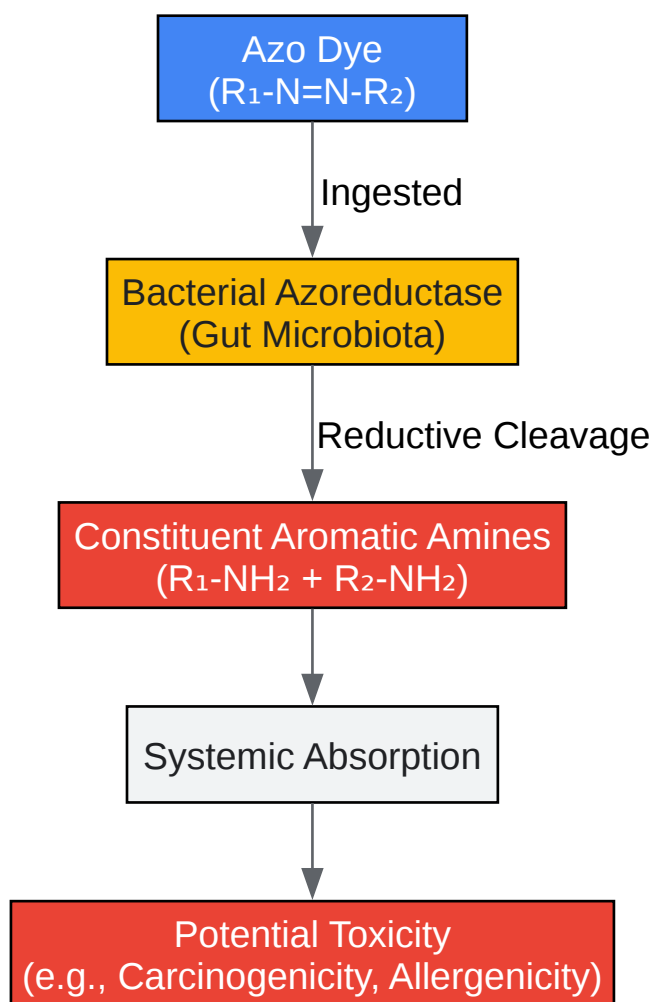 Azo Dye
(R₁-N=N-R₂)
Ingested
Bacterial Azoreductase
(Gut Microbiota)
Reductive Cleavage
Constituent Aromatic Amines
(R₁-NH₂ + R₂-NH₂)
Systemic Absorption
Potential Toxicity
(e.g., Carcinogenicity, Allergenicity)